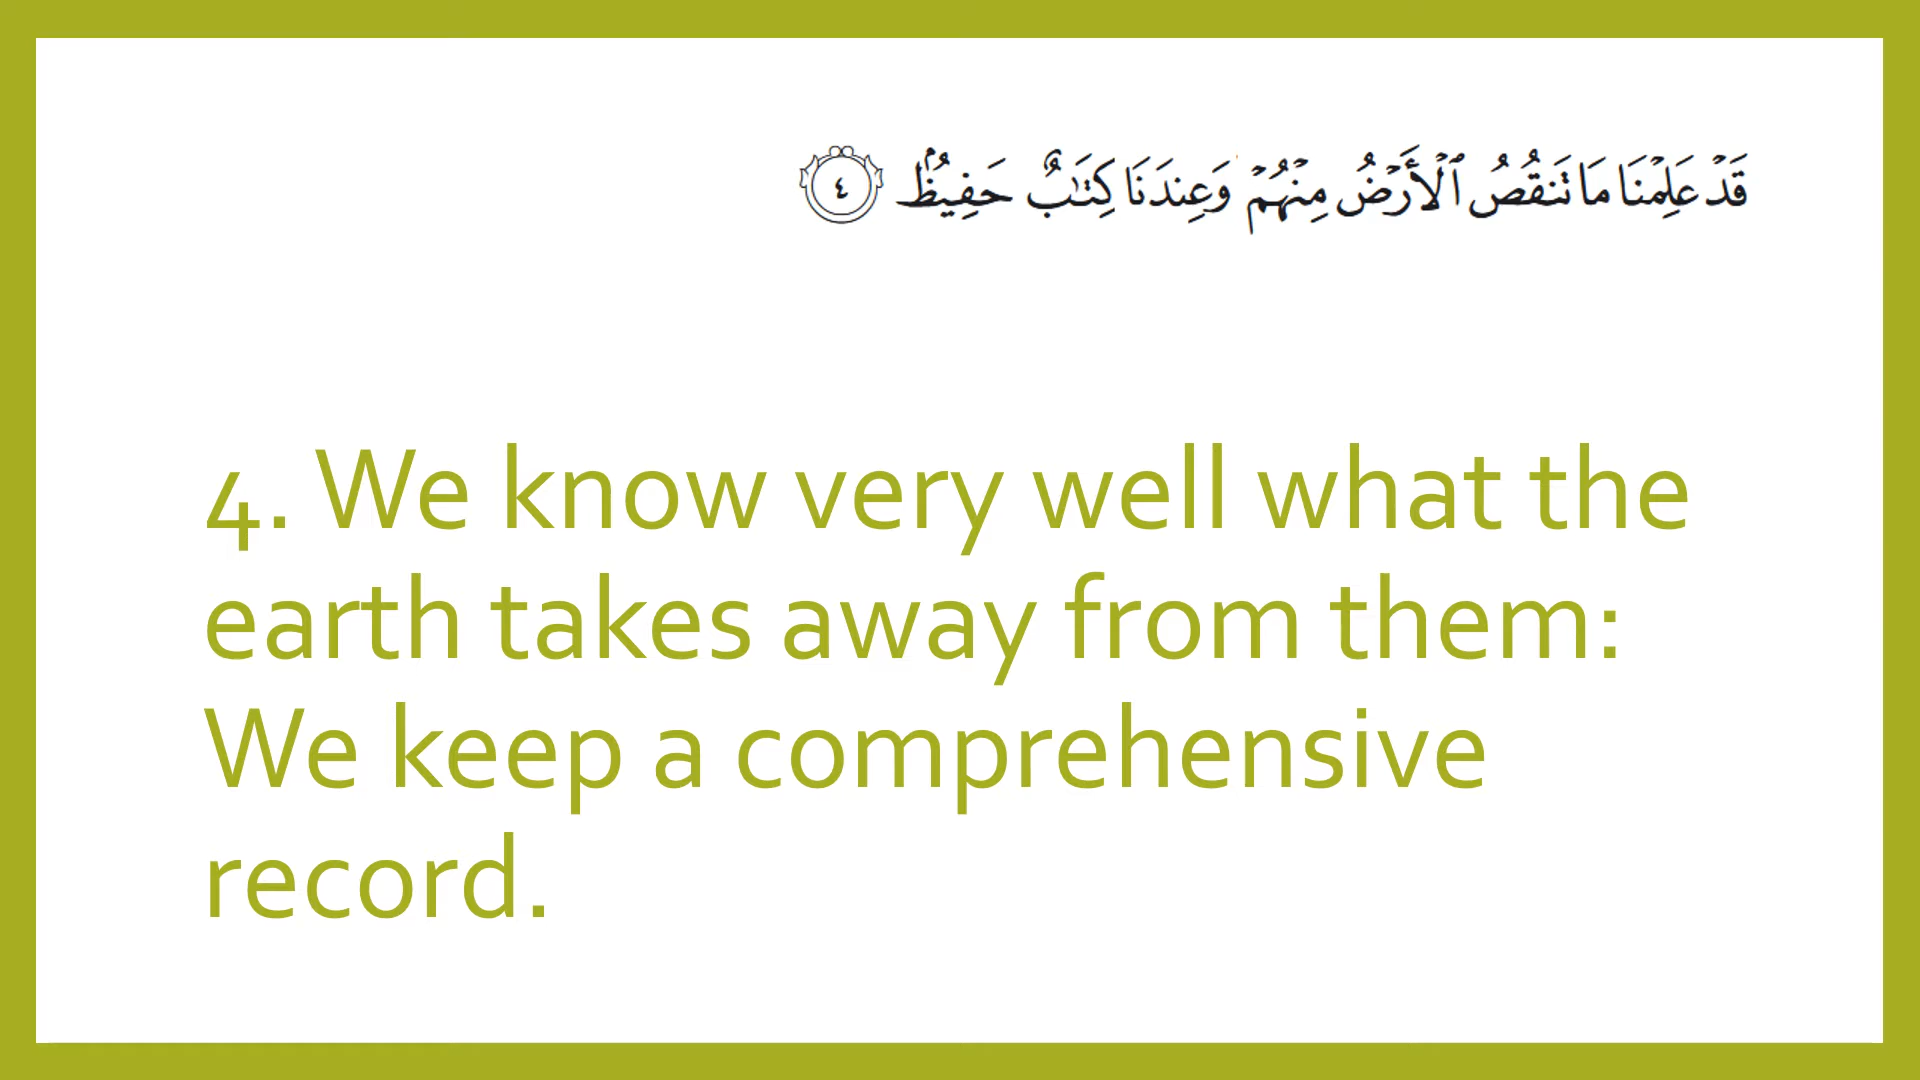 قَدْ عَلِمْنَا مَا تَنقُصُ ٱلْأَرْضُ مِنْهُمْ وَعِندَنَا كِتَٰبٌ حَفِيظٌۢ ٤
4. We know very well what the
earth takes away from them:
We keep a comprehensive
record.